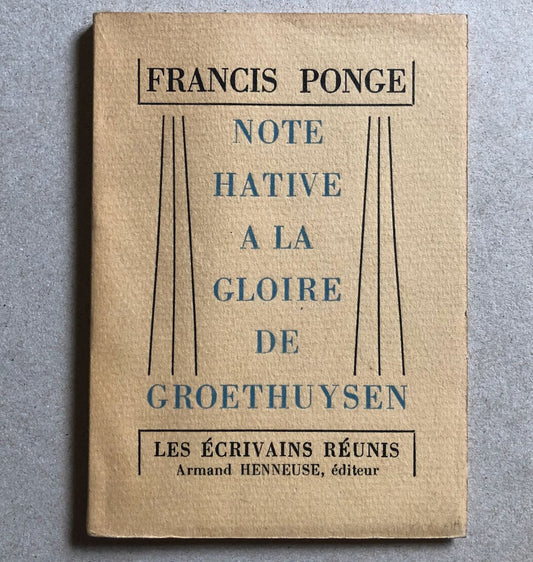 FRANCIS PONGE
NOTE
HATIVE
A LA
GLOIRE
DE
GROETHUYSEN
LES ÉCRIVAINS RÉUNIS
Armand HENNEUSE, éditeur